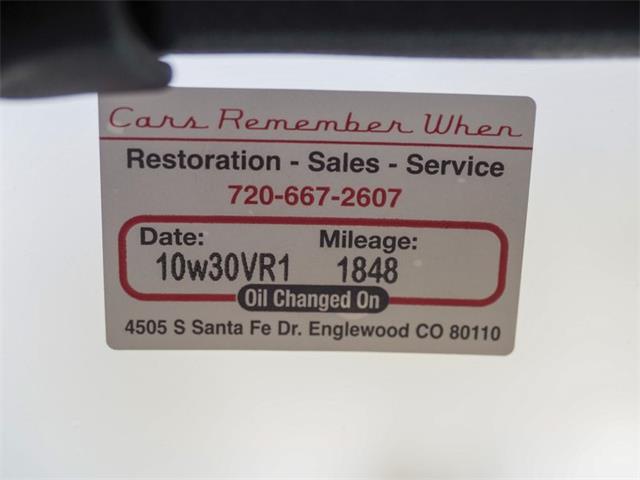 Cars Remember When
Restoration - Sales - Service
720-667-2607
Date: Mileage:
10w30VR1 1848
Oil Changed On
4505 S Santa Fe Dr. Englewood CO 80110